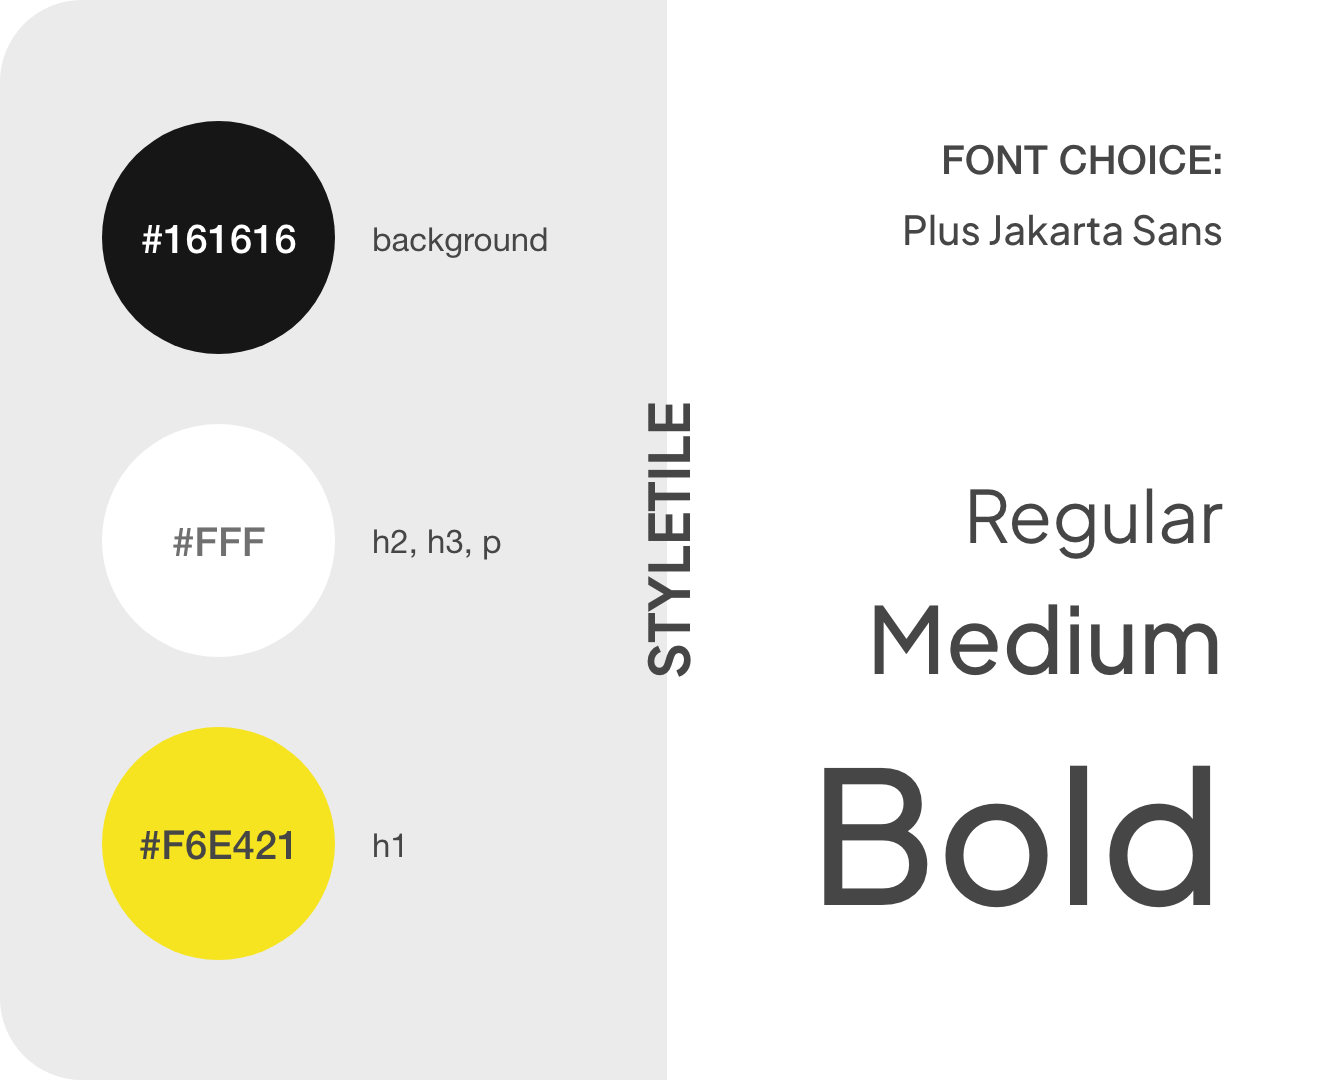 #161616
background
#FFF
h2, h3, p
#F6E421
h1
STYLETILE
FONT CHOICE:
Plus Jakarta Sans
Regular
Medium
Bold